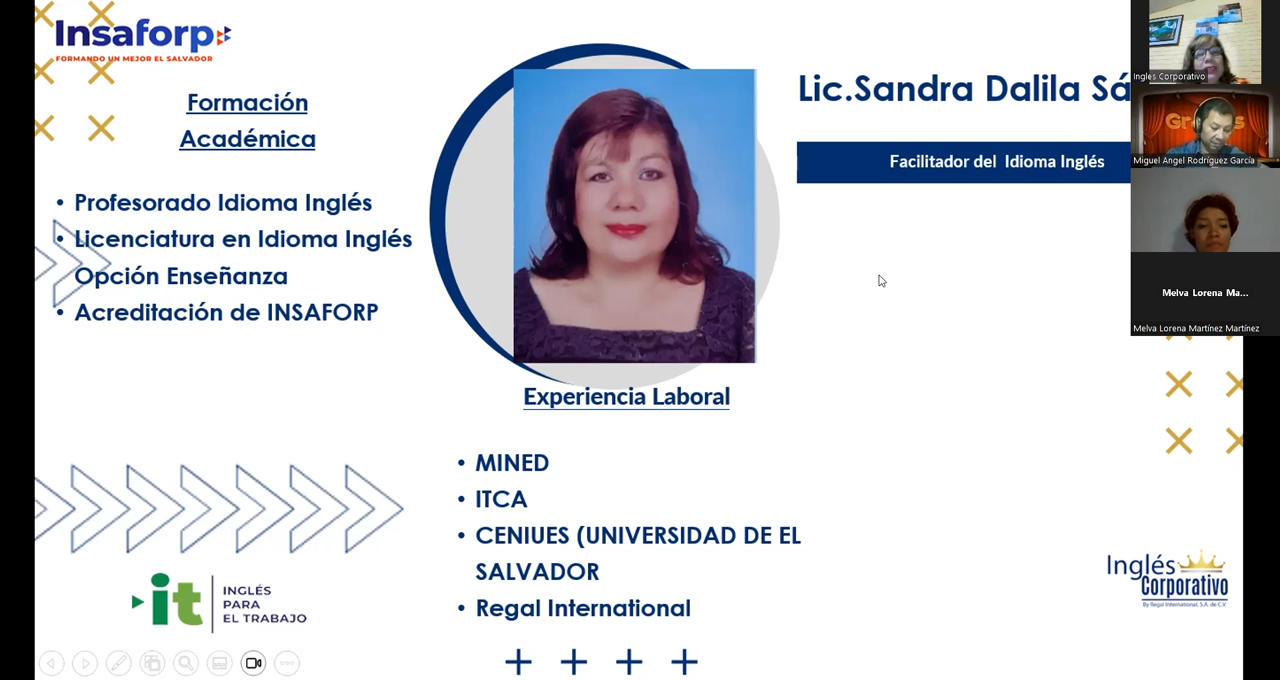 Insaforp
FORMANDO UN MEJOR EL SALVADOR
Formación
Académica
• Profesorado Idioma Inglés
• Licenciatura en Idioma Inglés
Opción Enseñanza
• Acreditación de INSAFORP
Lic.Sandra Dalila
Facilitador del Idioma Inglés
Experiencia Laboral
• MINED
• ITCA
• CENIUES (UNIVERSIDAD DE EL
SALVADOR
• Regal International
it
INGLÉS
PARA
EL TRABAJO
Inglés
Corporativo
By Regal International, S.A. de C.V.
Ingles Corporativo
Miguel Angel Rodríguez García
Melva Lorena Ma...
Melva Lorena Martínez Martínez